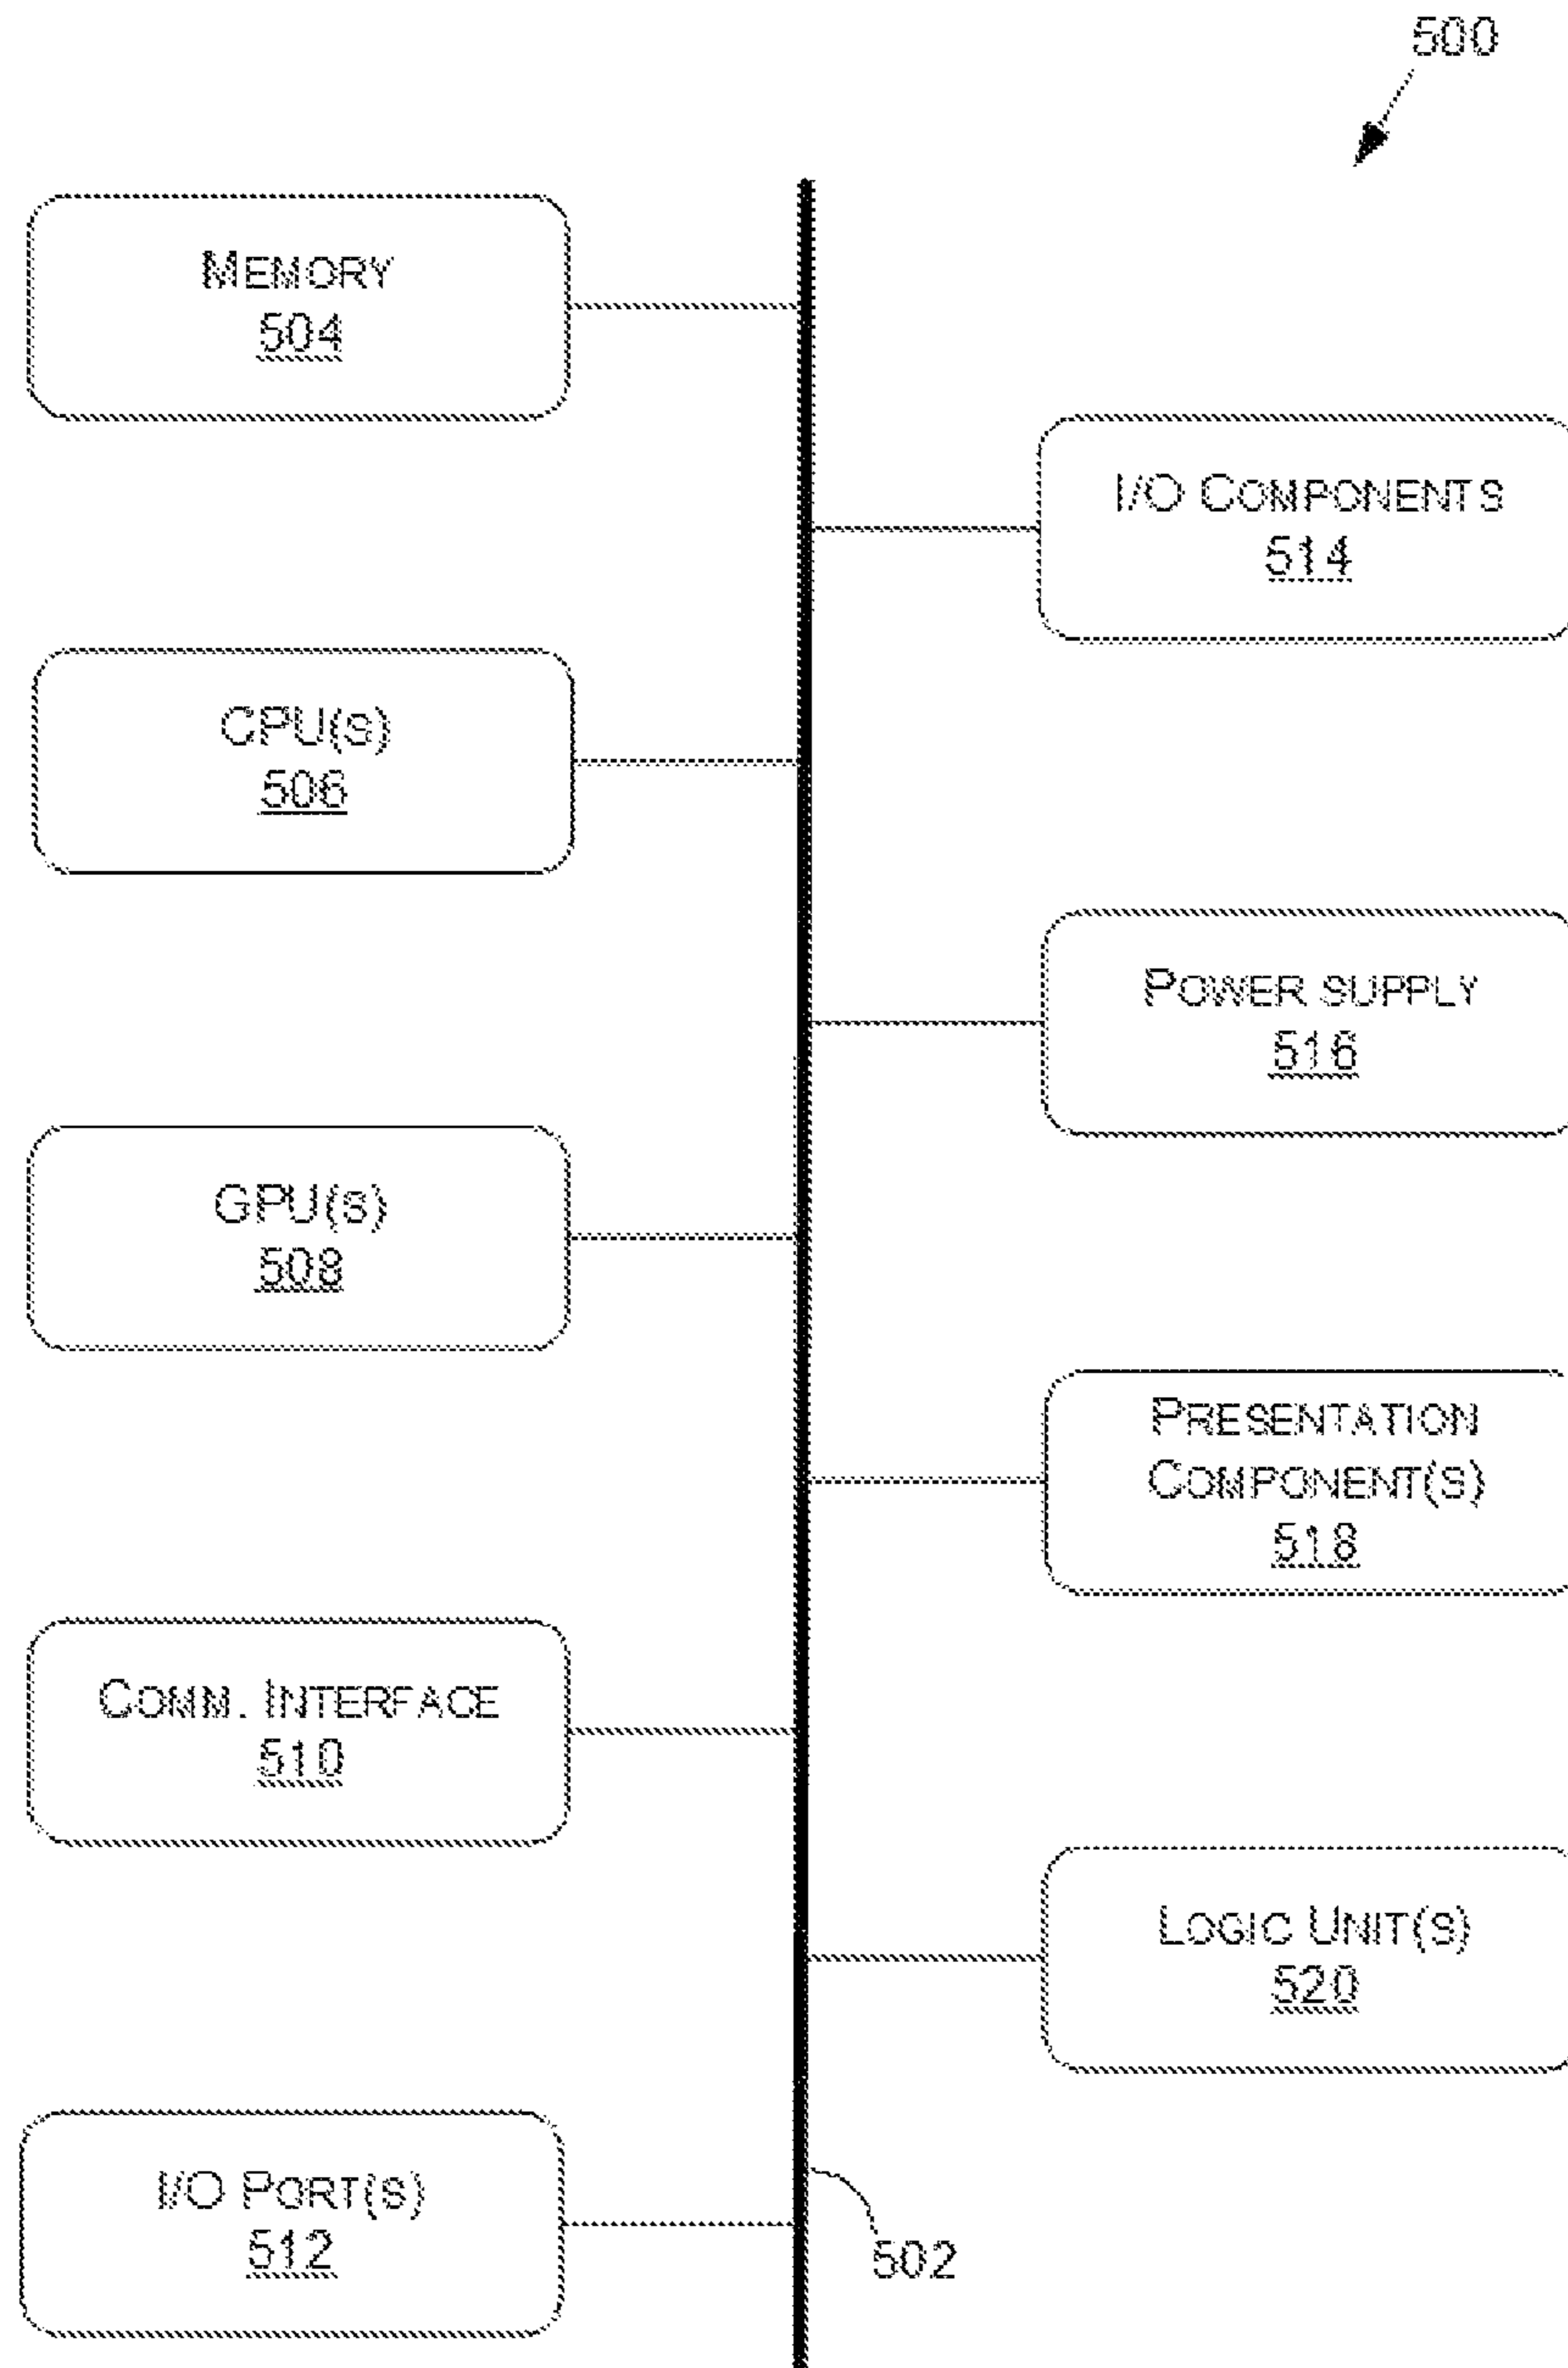 500
MEMORY
504
I/O COMPONENTS
514
CPU(S)
506
POWER SUPPLY
516
GPU(S)
508
PRESENTATION
COMPONENT(S)
518
COMM. INTERFACE
510
LOGIC UNIT(S)
520
I/O PORT(S)
512
502